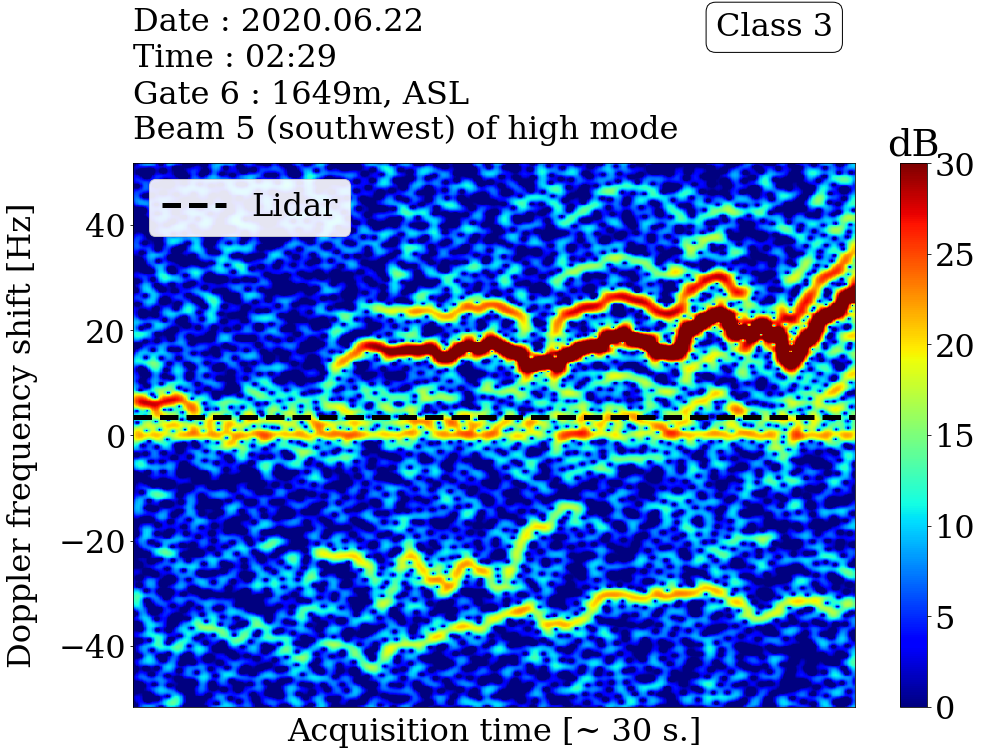 Date : 2020.06.22
Time : 02:29
Gate 6 : 1649m, ASL
Beam 5 (southwest) of high mode
Class 3
dB
Lidar
Doppler frequency shift [Hz]
40
20
0
−20
−40
30
25
20
15
10
5
0
Acquisition time [~ 30 s.]